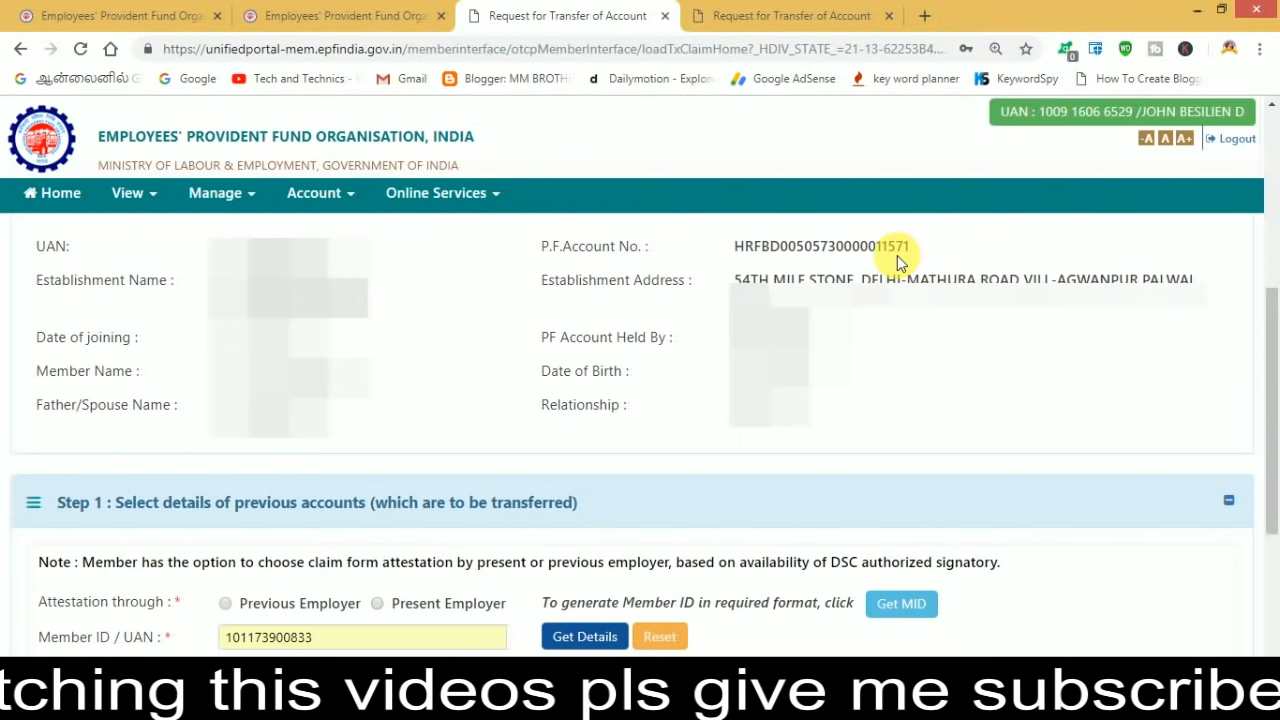 Employees' Provident Fund Orga
Employees' Provident Fund Orga
Request for Transfer of Account
Request for Transfer of Account
https://unifiedportal-mem.epfindia.gov.in/memberinterface/otcpMemberInterface/loadTxClaimHome?_HDIV_STATE_=21-13-62253B4...
ஆன்லைனில் G
Google
Tech and Technics -
Gmail
Blogger: MM BROTH
Dailymotion - Explor
Google AdSense
key word planner
KeywordSpy
How To Create Blogg
UAN : 1009 1606 6529 /JOHN BESILIEN D
EMPLOYEES' PROVIDENT FUND ORGANISATION, INDIA
-A A A+ Logout
MINISTRY OF LABOUR & EMPLOYMENT, GOVERNMENT OF INDIA
Home View Manage Account Online Services
UAN: P.F.Account No. : HRFBD00505730000011571
Establishment Name : Establishment Address : 54TH MILE STONE, DELHI-MATHURA ROAD VILL-AGWANPUR PALWAL
Date of joining : PF Account Held By :
Member Name : Date of Birth :
Father/Spouse Name : Relationship :
Step 1 : Select details of previous accounts (which are to be transferred)
Note : Member has the option to choose claim form attestation by present or previous employer, based on availability of DSC authorized signatory.
Attestation through : * Previous Employer Present Employer To generate Member ID in required format, click Get MID
Member ID / UAN : * 101173900833 Get Details Reset
tching this videos pls give me subscribe